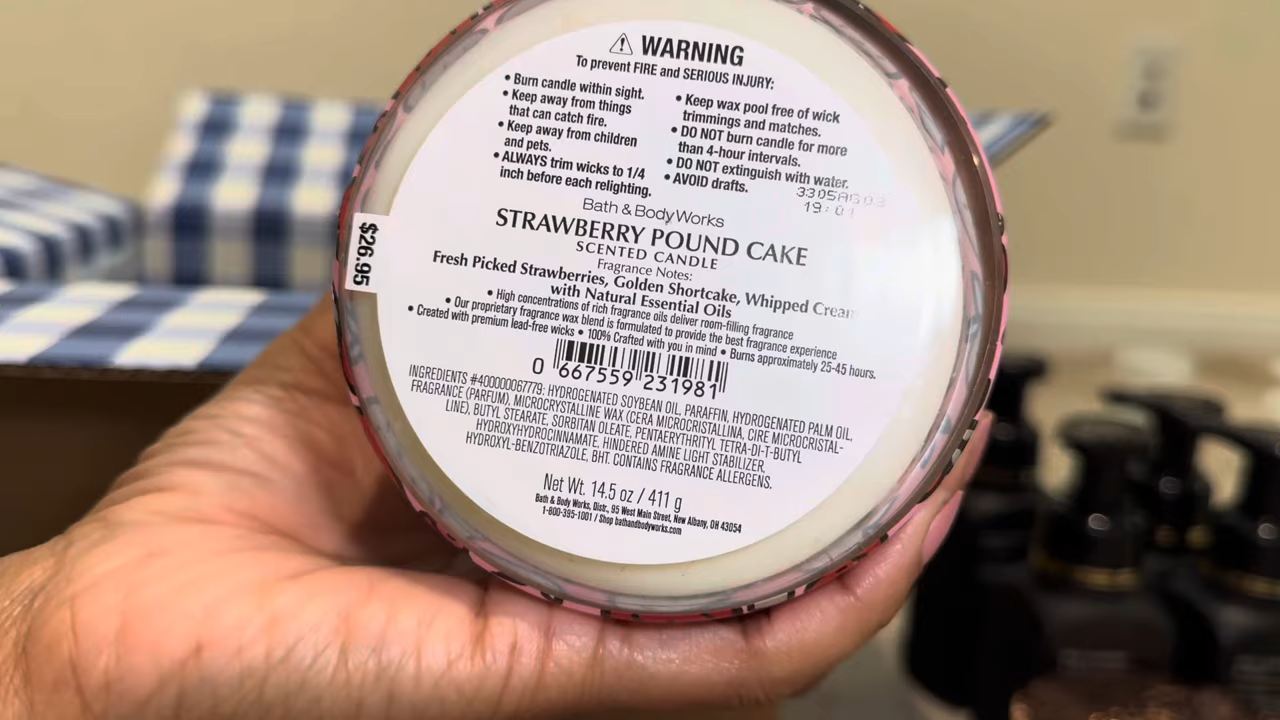 WARNING
To prevent FIRE and SERIOUS INJURY:
• Burn candle within sight.
• Keep away from things
that can catch fire.
• Keep away from children
and pets.
• ALWAYS trim wicks to 1/4
inch before each relighting.
• Keep wax pool free of wick
trimmings and matches.
• DO NOT burn candle for more
than 4-hour intervals.
• DO NOT extinguish with water.
• AVOID drafts.
19:01
Bath & Body Works
STRAWBERRY POUND CAKE
SCENTED CANDLE
Fragrance Notes:
Fresh Picked Strawberries, Golden Shortcake, Whipped Cream
with Natural Essential Oils
• High concentrations of rich fragrance oils deliver room-filling fragrance
• Our proprietary fragrance wax blend is formulated to provide the best fragrance experience
• Created with premium lead-free wicks • 100% Crafted with you in mind • Burns approximately 25-45 hours.
0 667559 231981
INGREDIENTS #400000067779: HYDROGENATED SOYBEAN OIL, PARAFFIN, HYDROGENATED PALM OIL,
FRAGRANCE (PARFUM), MICROCRYSTALLINE WAX (CERA MICROCRISTALLINA, CIRE MICROCRISTAL-
LINE), BUTYL STEARATE, SORBITAN OLEATE, PENTAERYTHRITYL TETRA-DI-T-BUTYL
HYDROXYHYDROCINNAMATE, HINDERED AMINE LIGHT STABILIZER,
HYDROXYL-BENZOTRIAZOLE, BHT. CONTAINS FRAGRANCE ALLERGENS.
Net Wt. 14.5 oz / 411 g
Bath & Body Works, Distr., 95 West Main Street, New Albany, OH 43054
1-800-395-1001 / Shop bathandbodyworks.com
$26.95